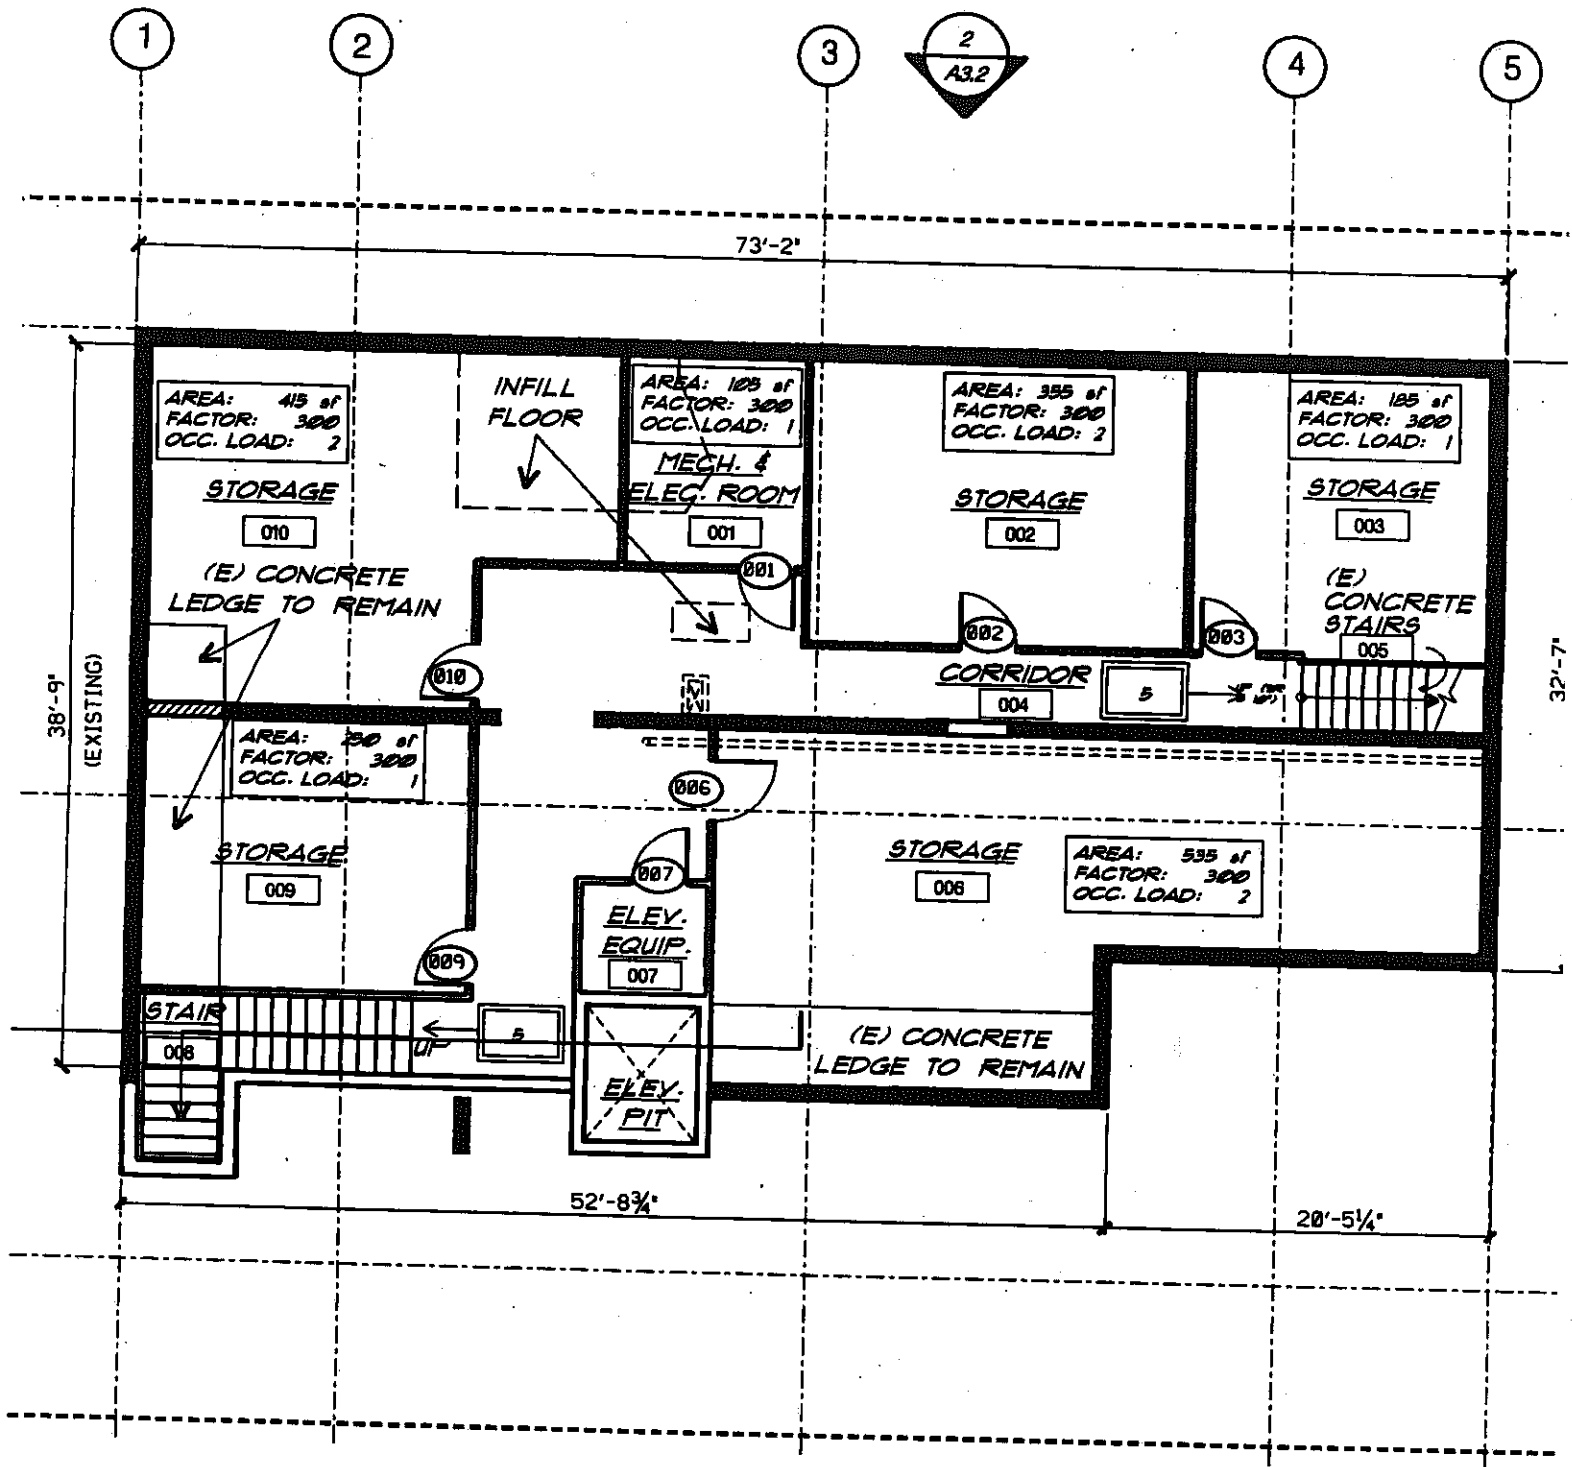 1
2
3
2
A3.2
4
5
73'-2"
AREA: 415 sf
FACTOR: 300
OCC. LOAD: 2
STORAGE
010
INFILL
FLOOR
AREA: 105 sf
FACTOR: 300
OCC. LOAD: 1
MECH. &
ELEC. ROOM
001
001
AREA: 355 sf
FACTOR: 300
OCC. LOAD: 2
STORAGE
002
002
AREA: 185 sf
FACTOR: 300
OCC. LOAD: 1
STORAGE
003
003
(E)
CONCRETE
STAIRS
005
(E) CONCRETE
LEDGE TO REMAIN
010
CORRIDOR
004
5
38'-9"
(EXISTING)
32'-7"
AREA: 250 sf
FACTOR: 300
OCC. LOAD: 1
STORAGE
009
009
006
007
ELEV.
EQUIP.
007
STORAGE
006
AREA: 535 sf
FACTOR: 300
OCC. LOAD: 2
STAIR
008
UP
5
ELEV.
PIT
(E) CONCRETE
LEDGE TO REMAIN
52'-8¾"
20'-5¼"